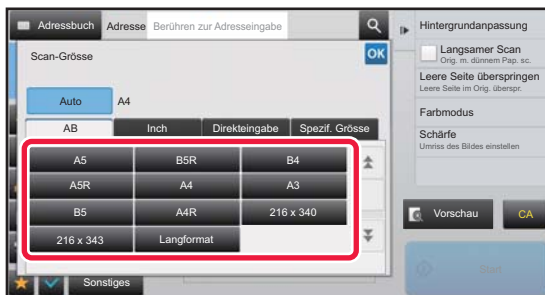 Adressbuch Adresse Berühren zur Adresseingabe
Scan-Grösse
OK
Auto A4
AB Inch Direkteingabe Spezif. Grösse
A5 B5R B4
A5R A4 A3
B5 A4R 216 x 340
216 x 343 Langformat
Sonstiges
Hintergrundanpassung
Langsamer Scan
Orig. m. dünnem Pap. sc.
Leere Seite überspringen
Leere Seite im Orig. überspr.
Farbmodus
Schärfe
Umriss des Bildes einstellen
Vorschau CA
Start